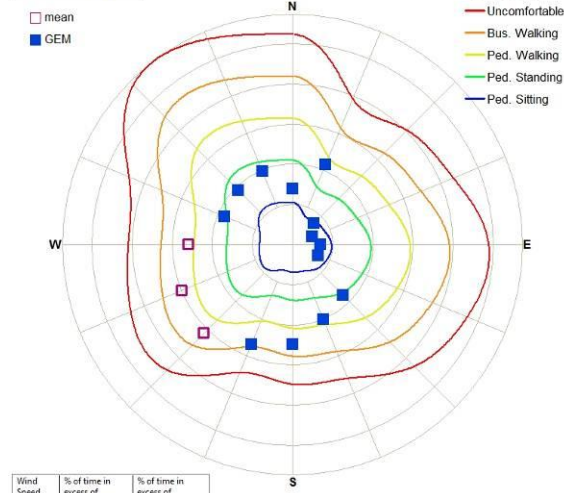 mean
GEM
N
Uncomfortable
Bus. Walking
Ped. Walking
Ped. Standing
Ped. Sitting
W
E
S
Wind % of time in % of time in
Speed excess of excess of